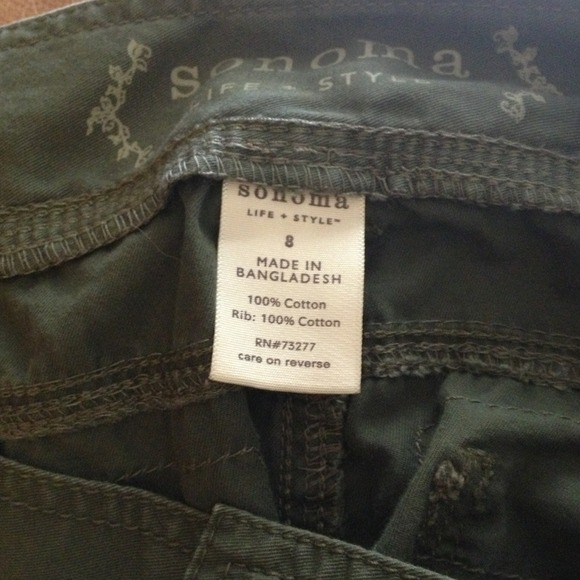 sonoma
LIFE + STYLE
sonoma
LIFE + STYLE™
8
MADE IN
BANGLADESH
100% Cotton
Rib: 100% Cotton
RN#73277
care on reverse